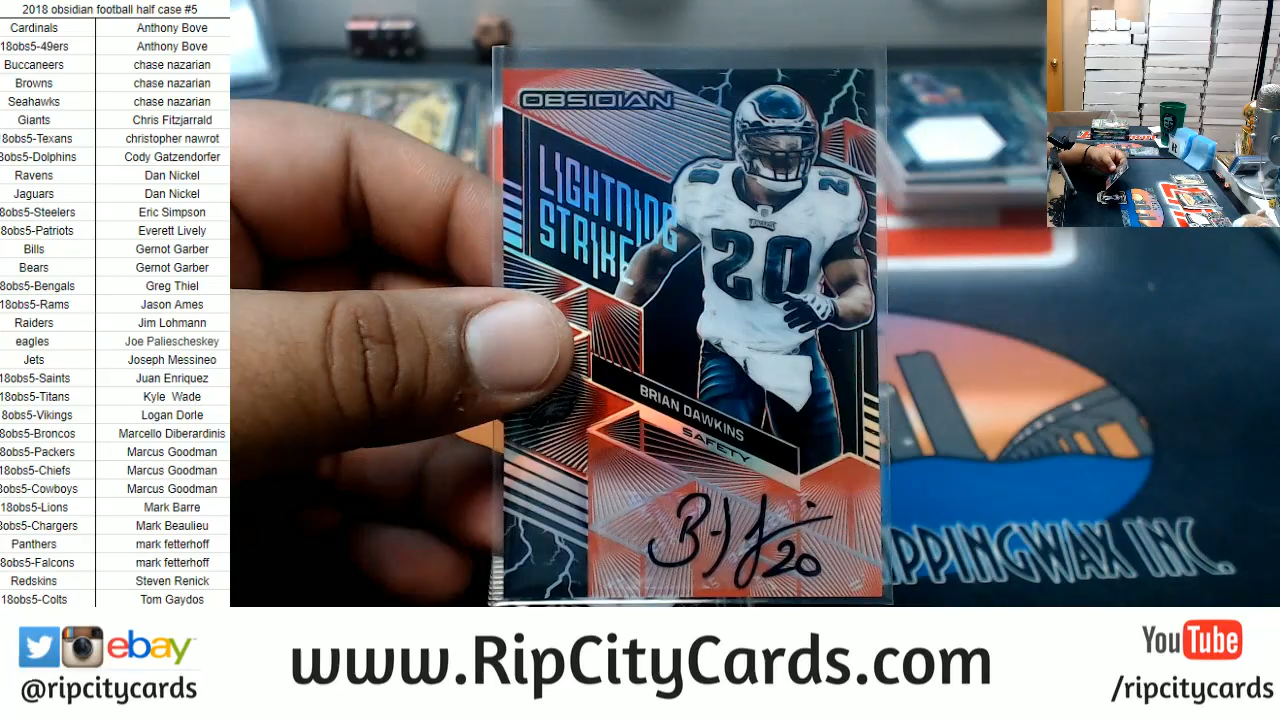 2018 obsidian football half case #5
Cardinals Anthony Bove
18obs5-49ers Anthony Bove
Buccaneers chase nazarian
Browns chase nazarian
Seahawks chase nazarian
Giants Chris Fitzjarrald
18obs5-Texans christopher nawrot
8obs5-Dolphins Cody Gatzendorfer
Ravens Dan Nickel
Jaguars Dan Nickel
18obs5-Steelers Eric Simpson
8obs5-Patriots Everett Lively
Bills Gernot Garber
Bears Gernot Garber
8obs5-Bengals Greg Thiel
18obs5-Rams Jason Ames
Raiders Jim Lohmann
eagles Joe Paliescheskey
Jets Joseph Messineo
18obs5-Saints Juan Enriquez
18obs5-Titans Kyle Wade
8obs5-Vikings Logan Dorle
8obs5-Broncos Marcello Diberardinis
8obs5-Packers Marcus Goodman
18obs5-Chiefs Marcus Goodman
8obs5-Cowboys Marcus Goodman
18obs5-Lions Mark Barre
8obs5-Chargers Mark Beaulieu
Panthers mark fetterhoff
8obs5-Falcons mark fetterhoff
Redskins Steven Renick
18obs5-Colts Tom Gaydos
OBSIDIAN
LIGHTNING
STRIKE
20
20
BRIAN DAWKINS
SAFETY
20
PPINGWAX INC.
ebay
@ripcitycards
www.RipCityCards.com
YouTube
/ripcitycards